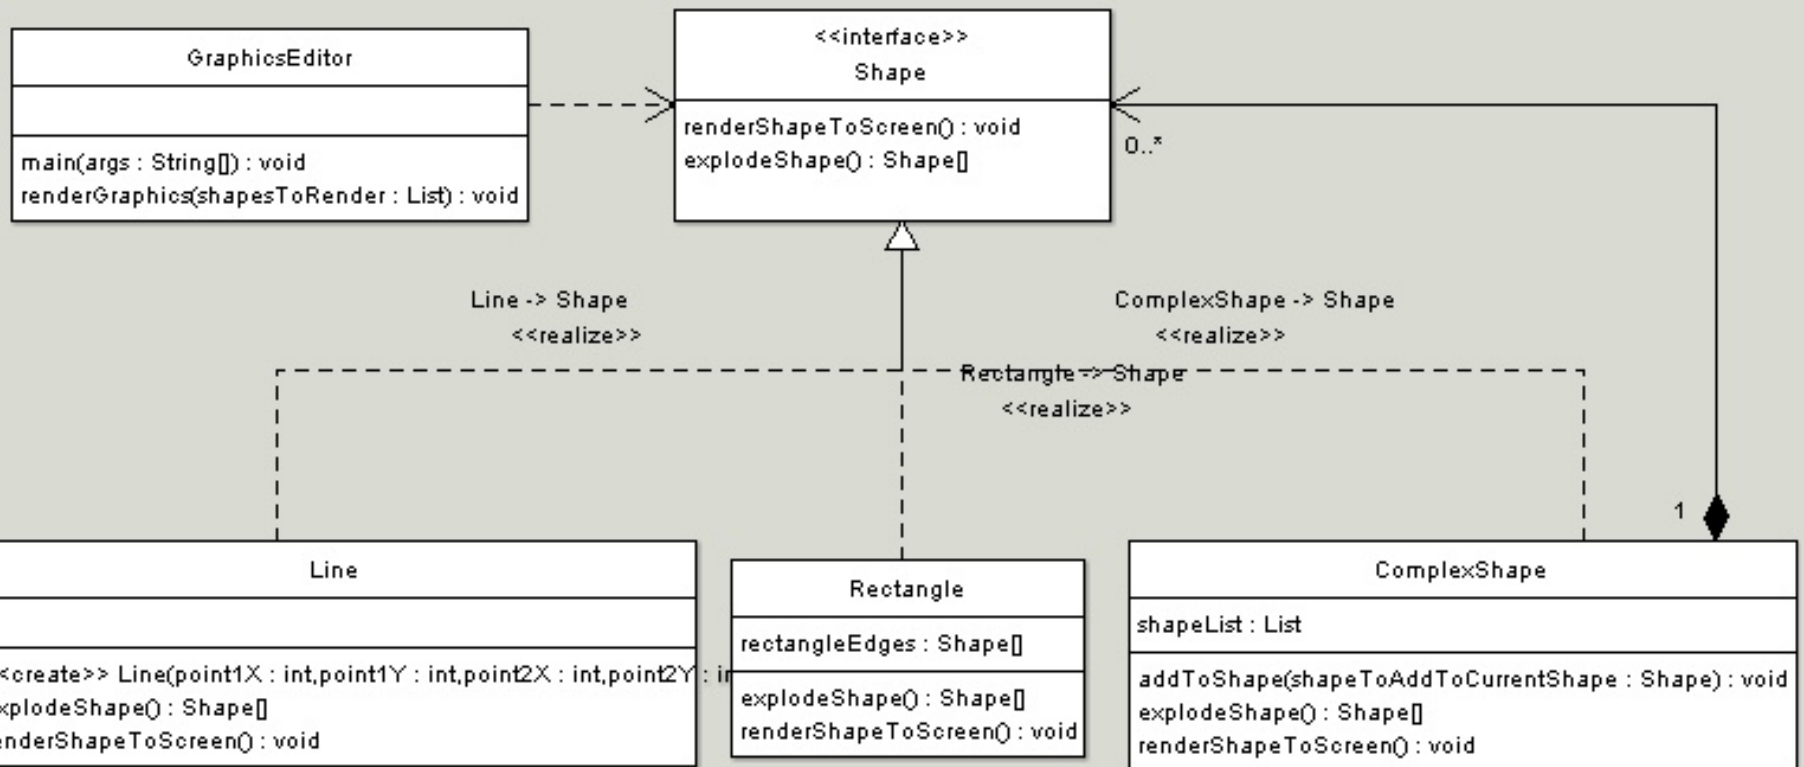 GraphicsEditor
main(args : String[]) : void
renderGraphics(shapesToRender : List) : void
<<interface>>
Shape
renderShapeToScreen() : void
explodeShape() : Shape[]
0..*
Line -> Shape
<<realize>>
ComplexShape -> Shape
<<realize>>
Rectangle -> Shape
<<realize>>
1
Line
<create>> Line(point1X : int,point1Y : int,point2X : int,point2Y : in
xplodeShape() : Shape[]
enderShapeToScreen() : void
Rectangle
rectangleEdges : Shape[]
explodeShape() : Shape[]
renderShapeToScreen() : void
ComplexShape
shapeList : List
addToShape(shapeToAddToCurrentShape : Shape) : void
explodeShape() : Shape[]
renderShapeToScreen() : void